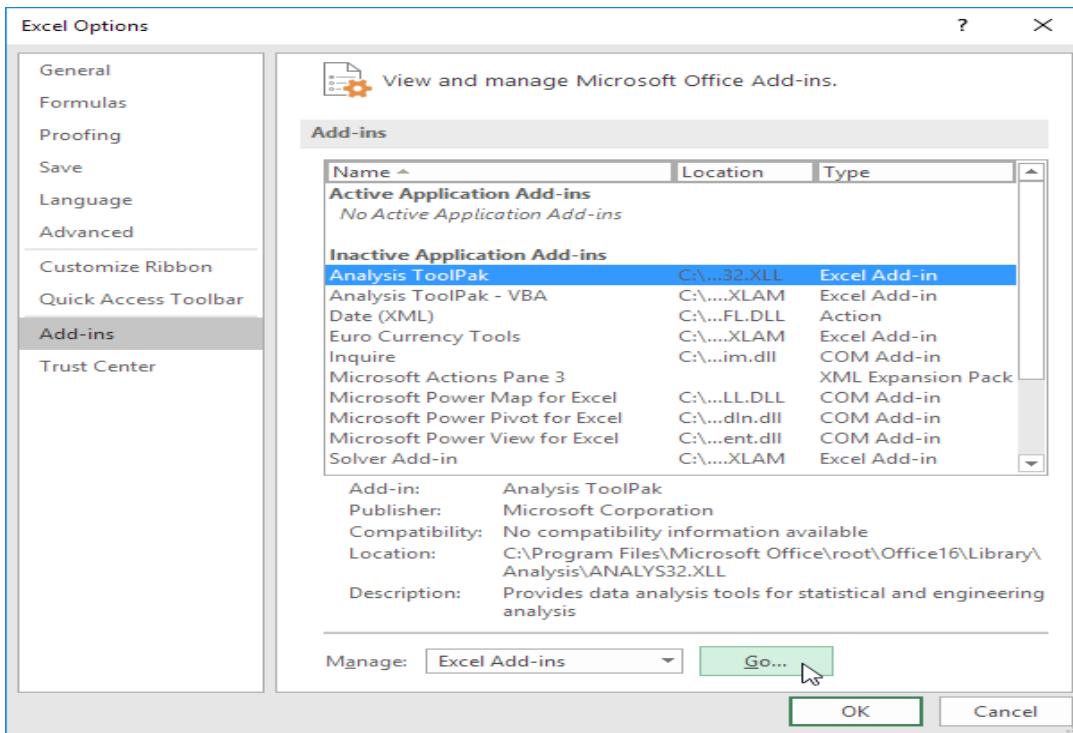 Excel Options
?
General
Formulas
Proofing
Save
Language
Advanced
Customize Ribbon
Quick Access Toolbar
Add-ins
Trust Center
View and manage Microsoft Office Add-ins.
Add-ins
Name Location Type
Active Application Add-ins
No Active Application Add-ins
Inactive Application Add-ins
Analysis ToolPak C:\...32.XLL Excel Add-in
Analysis ToolPak - VBA C:\....XLAM Excel Add-in
Date (XML) C:\...FL.DLL Action
Euro Currency Tools C:\....XLAM Excel Add-in
Inquire C:\...im.dll COM Add-in
Microsoft Actions Pane 3 XML Expansion Pack
Microsoft Power Map for Excel C:\...LL.DLL COM Add-in
Microsoft Power Pivot for Excel C:\...dln.dll COM Add-in
Microsoft Power View for Excel C:\...ent.dll COM Add-in
Solver Add-in C:\....XLAM Excel Add-in
Add-in: Analysis ToolPak
Publisher: Microsoft Corporation
Compatibility: No compatibility information available
Location: C:\Program Files\Microsoft Office\root\Office16\Library\
Analysis\ANALYS32.XLL
Description: Provides data analysis tools for statistical and engineering
analysis
Manage: Excel Add-ins Go...
OK Cancel